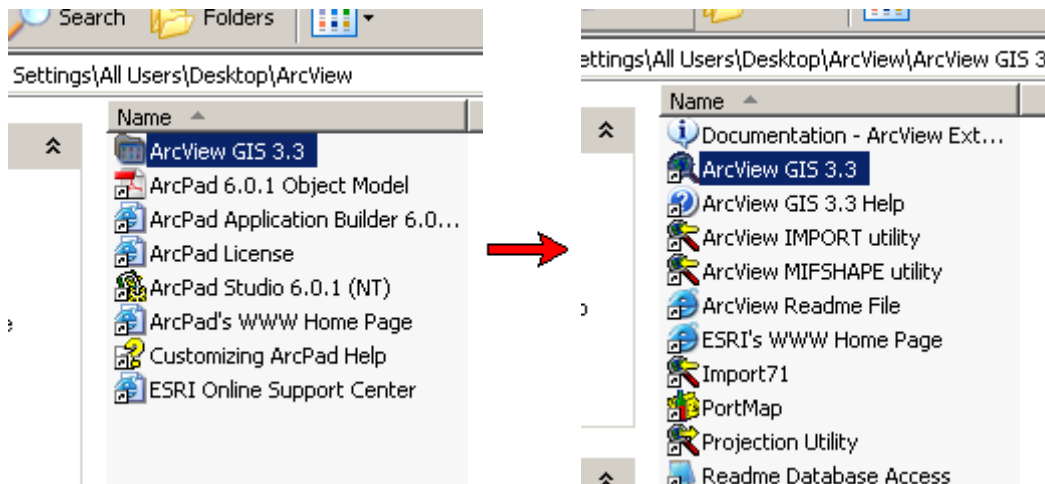 Search Folders
Settings\All Users\Desktop\ArcView
Name
ArcView GIS 3.3
ArcPad 6.0.1 Object Model
ArcPad Application Builder 6.0...
ArcPad License
ArcPad Studio 6.0.1 (NT)
ArcPad's WWW Home Page
Customizing ArcPad Help
ESRI Online Support Center
ettings\All Users\Desktop\ArcView\ArcView GIS 3
Name
Documentation - ArcView Ext...
ArcView GIS 3.3
ArcView GIS 3.3 Help
ArcView IMPORT utility
ArcView MIFSHAPE utility
ArcView Readme File
ESRI's WWW Home Page
Import71
PortMap
Projection Utility
Readme Database Access